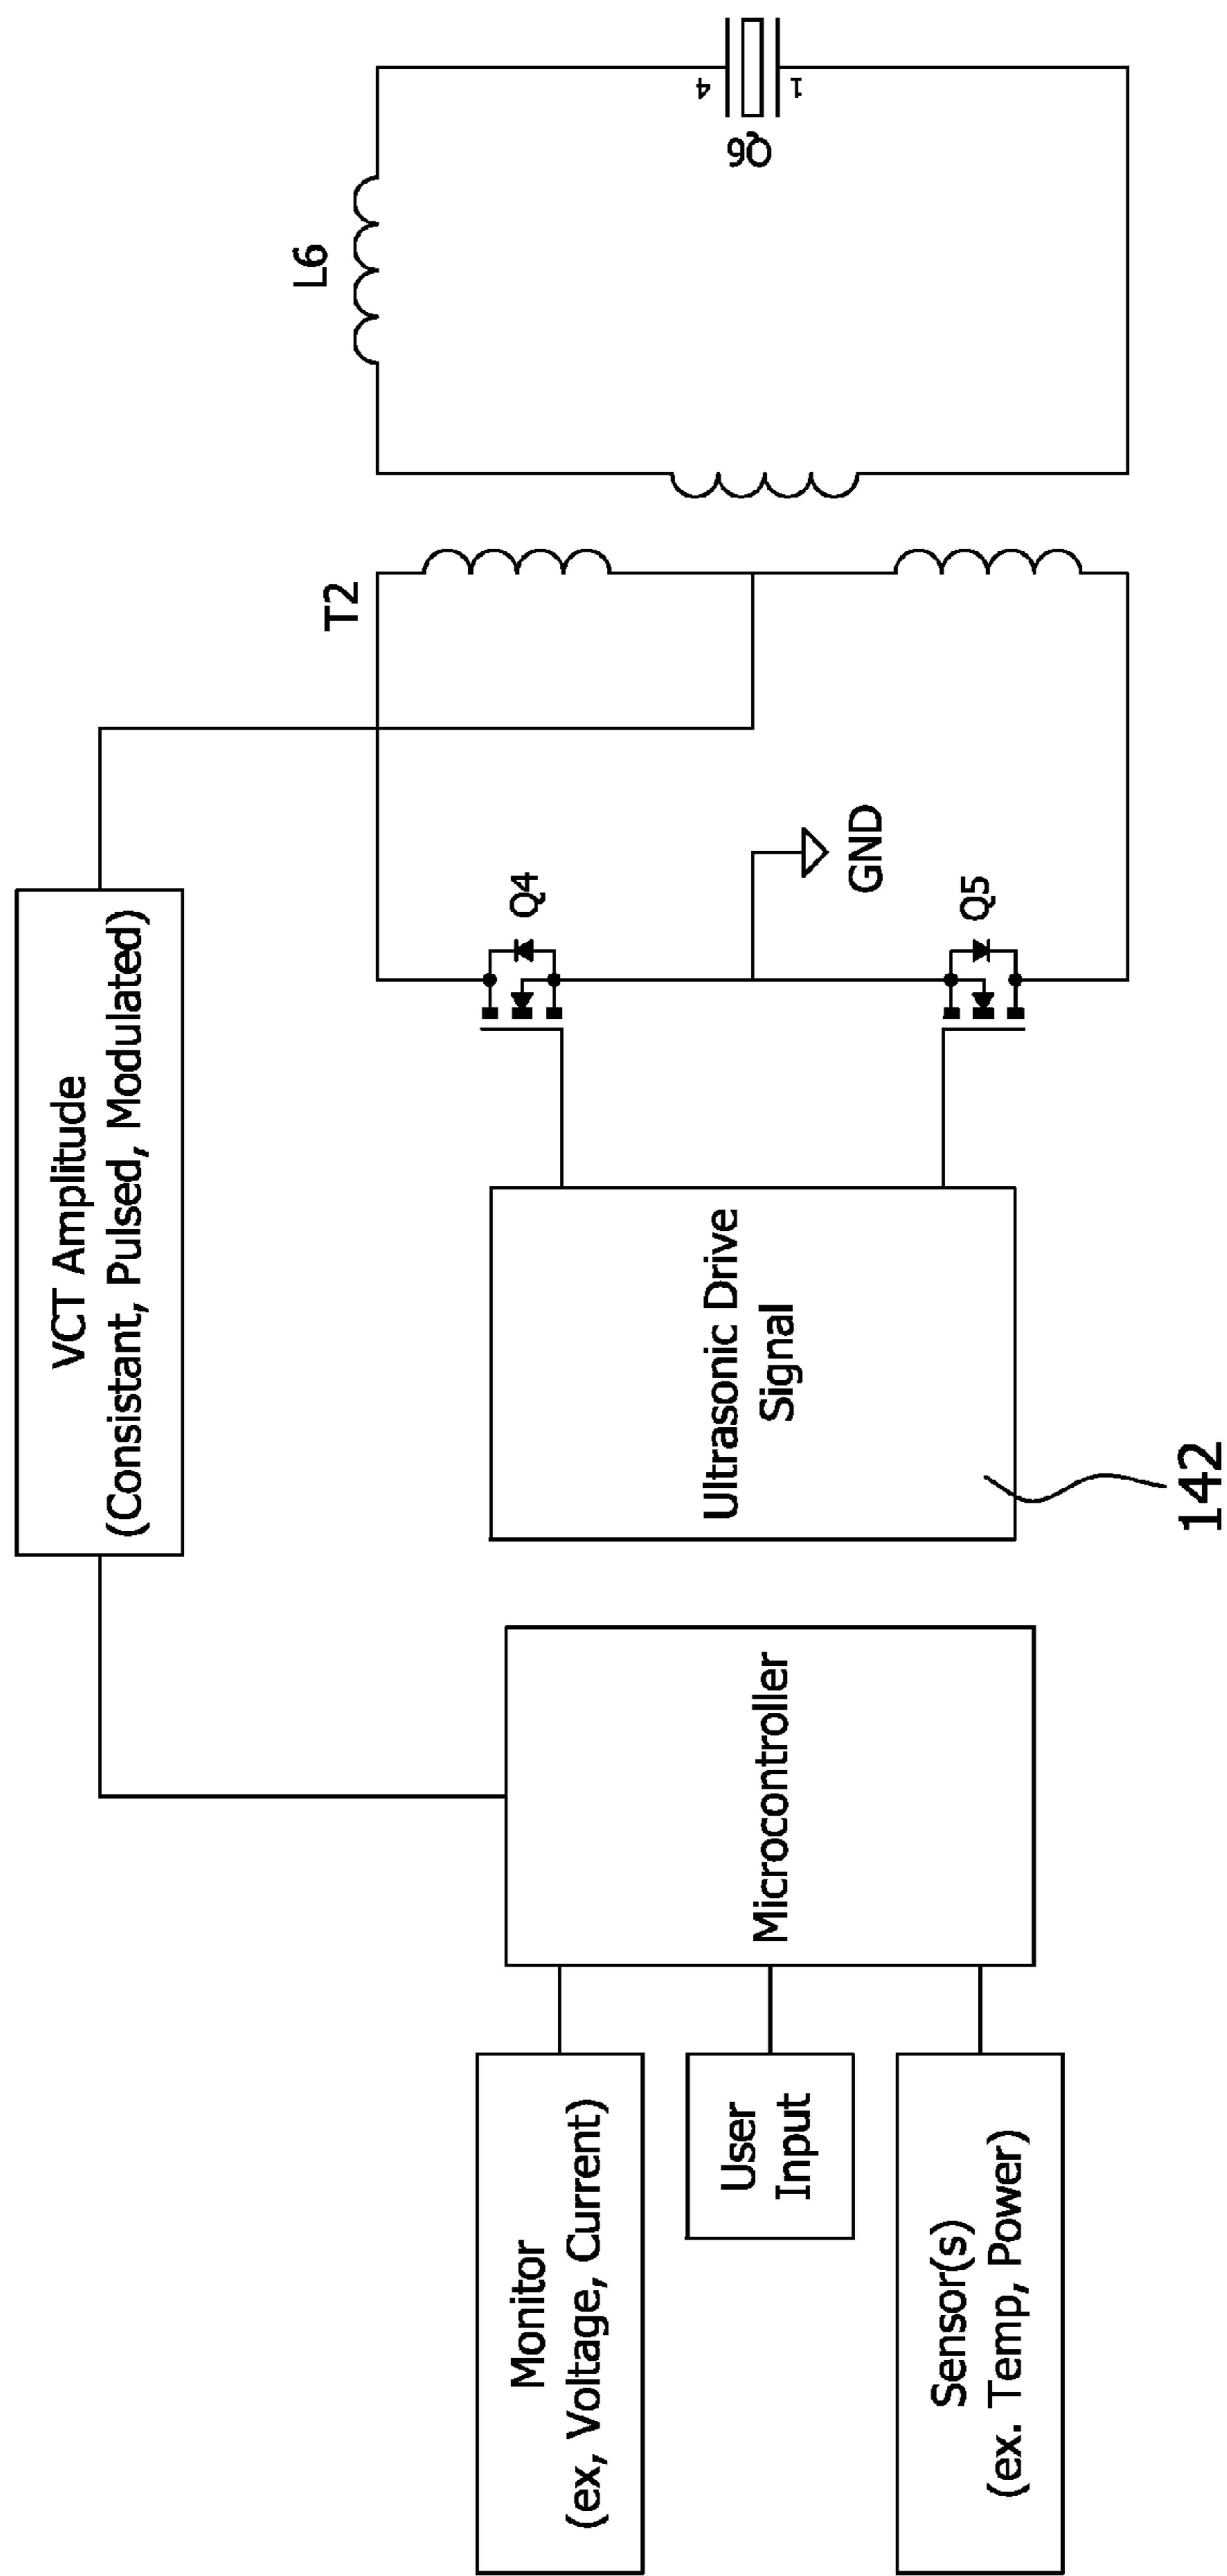 VCT Amplitude
(Consistant, Pulsed, Modulated)
Monitor
(ex, Voltage, Current)
User
Input
Sensor(s)
(ex. Temp, Power)
Microcontroller
Ultrasonic Drive
Signal
142
Q4
Q5
GND
T2
L6
Q6
4
1